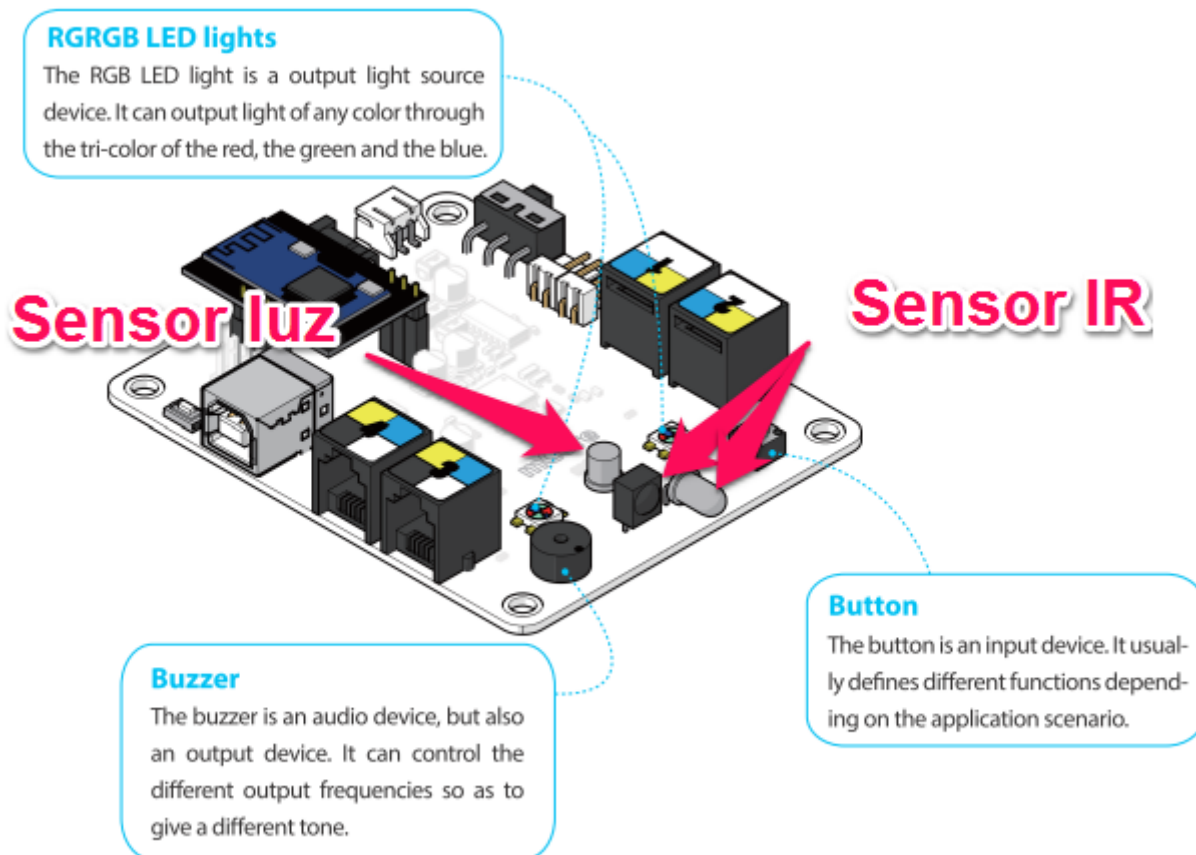 RGRGB LED lights
The RGB LED light is a output light source
device. It can output light of any color through
the tri-color of the red, the green and the blue.
Sensor luz
Sensor IR
Button
The button is an input device. It usual-
ly defines different functions depend-
ing on the application scenario.
Buzzer
The buzzer is an audio device, but also
an output device. It can control the
different output frequencies so as to
give a different tone.